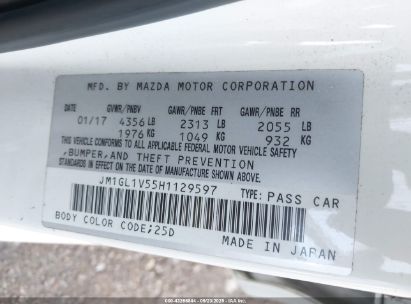 MFD. BY MAZDA MOTOR CORPORATION
DATE GVWR/PNBV GAWR/PNBE FRT GAWR/PNBE RR
01/17 4356 LB 2313 LB 2055 LB
1976 KG 1049 KG 932 KG
THIS VEHICLE CONFORMS TO ALL APPLICABLE FEDERAL MOTOR VEHICLE SAFETY
,BUMPER,AND THEFT PREVENTION
STANDARDS IN EFFECT ON THE DATE OF MANUFACTURE SHOWN ABOVE.
JM1GL1V55H1129597 TYPE: PASS CAR
BODY COLOR CODE;25D
MADE IN JAPAN